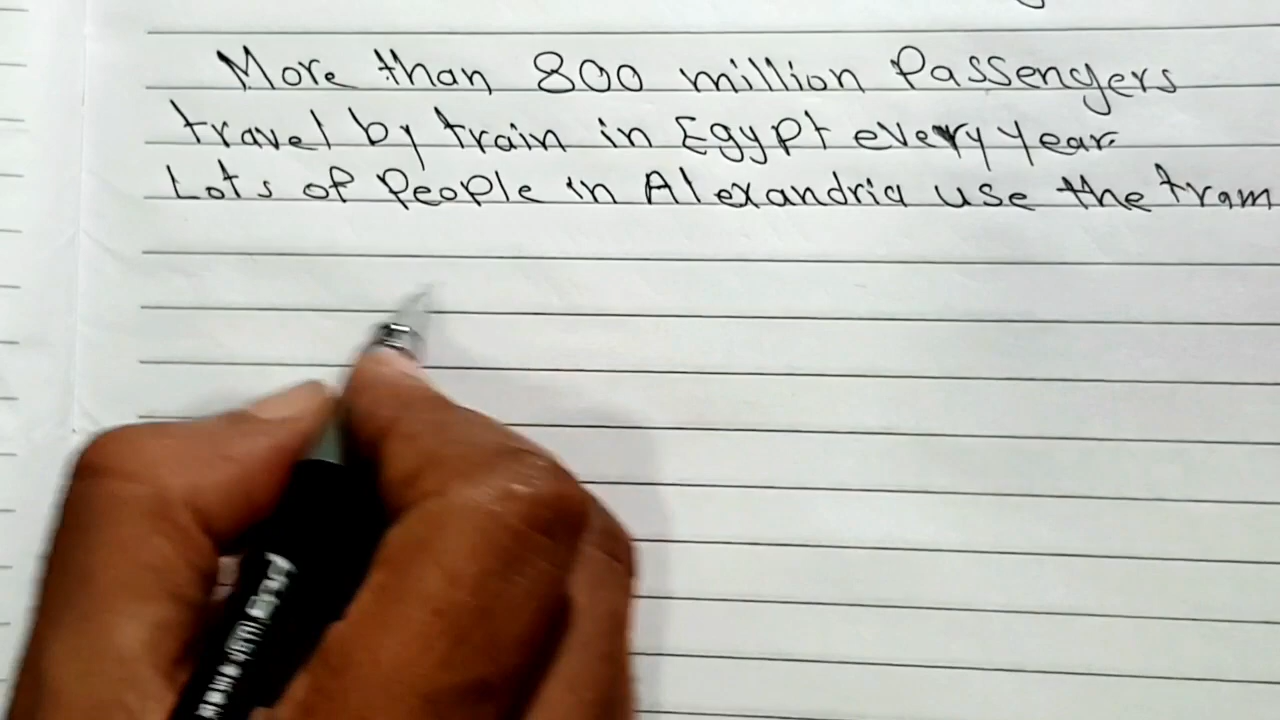 More than 800 million Passengers
travel by train in Egypt every year
Lots of People in Alexandria use the tram